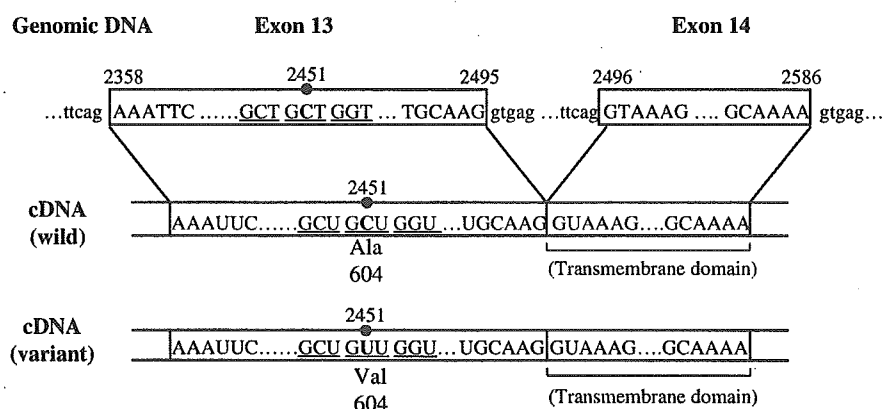 Genomic DNA Exon 13 Exon 14
2358 2451 2495 2496 2586
...ttcag AAATTC ......GCT GCT GGT ... TGCAAG gtgag ...ttcag GTAAAG .... GCAAAA gtgag...
2451
cDNA
(wild)
AAAUUC......GCU GCU GGU...UGCAAG GUAAAG....GCAAAA
Ala
604
(Transmembrane domain)
2451
cDNA
(variant)
AAAUUC......GCU GUU GGU...UGCAAG GUAAAG....GCAAAA
Val
604
(Transmembrane domain)